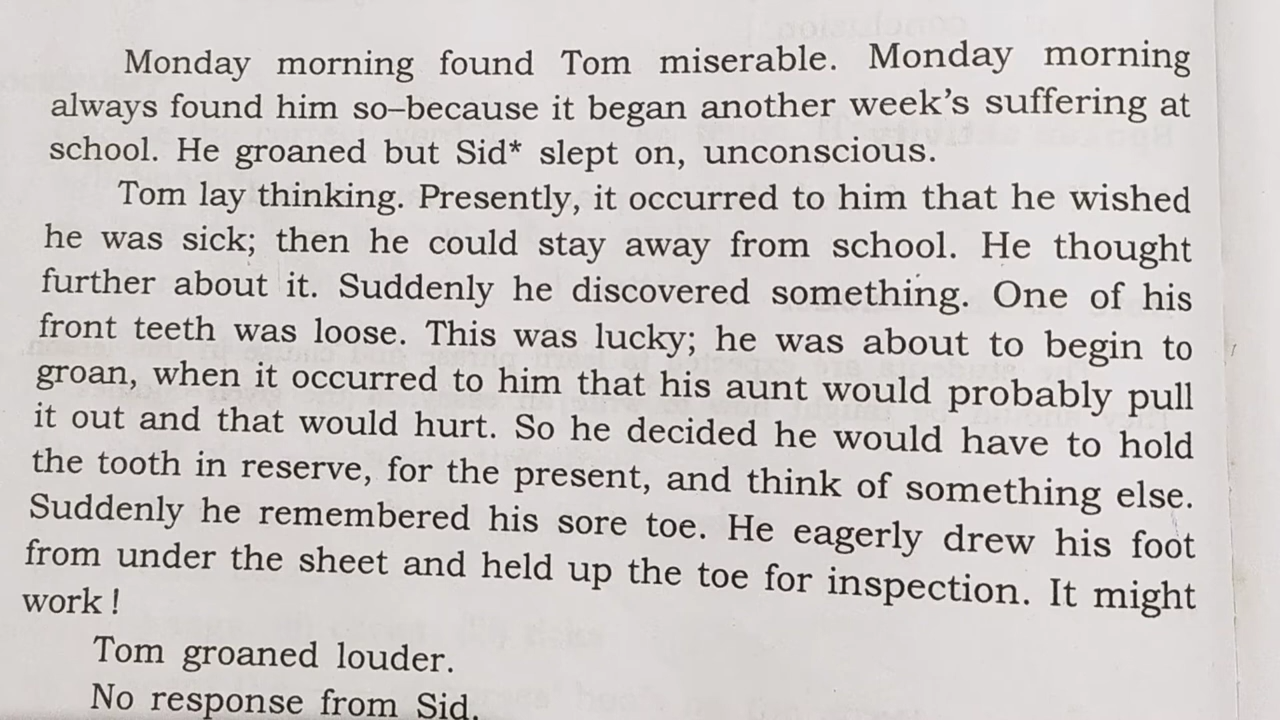 Monday morning found Tom miserable. Monday morning
always found him so–because it began another week's suffering at
school. He groaned but Sid* slept on, unconscious.
Tom lay thinking. Presently, it occurred to him that he wished
he was sick; then he could stay away from school. He thought
further about it. Suddenly he discovered something. One of his
front teeth was loose. This was lucky; he was about to begin to
groan, when it occurred to him that his aunt would probably pull
it out and that would hurt. So he decided he would have to hold
the tooth in reserve, for the present, and think of something else.
Suddenly he remembered his sore toe. He eagerly drew his foot
from under the sheet and held up the toe for inspection. It might
work !
Tom groaned louder.
No response from Sid.